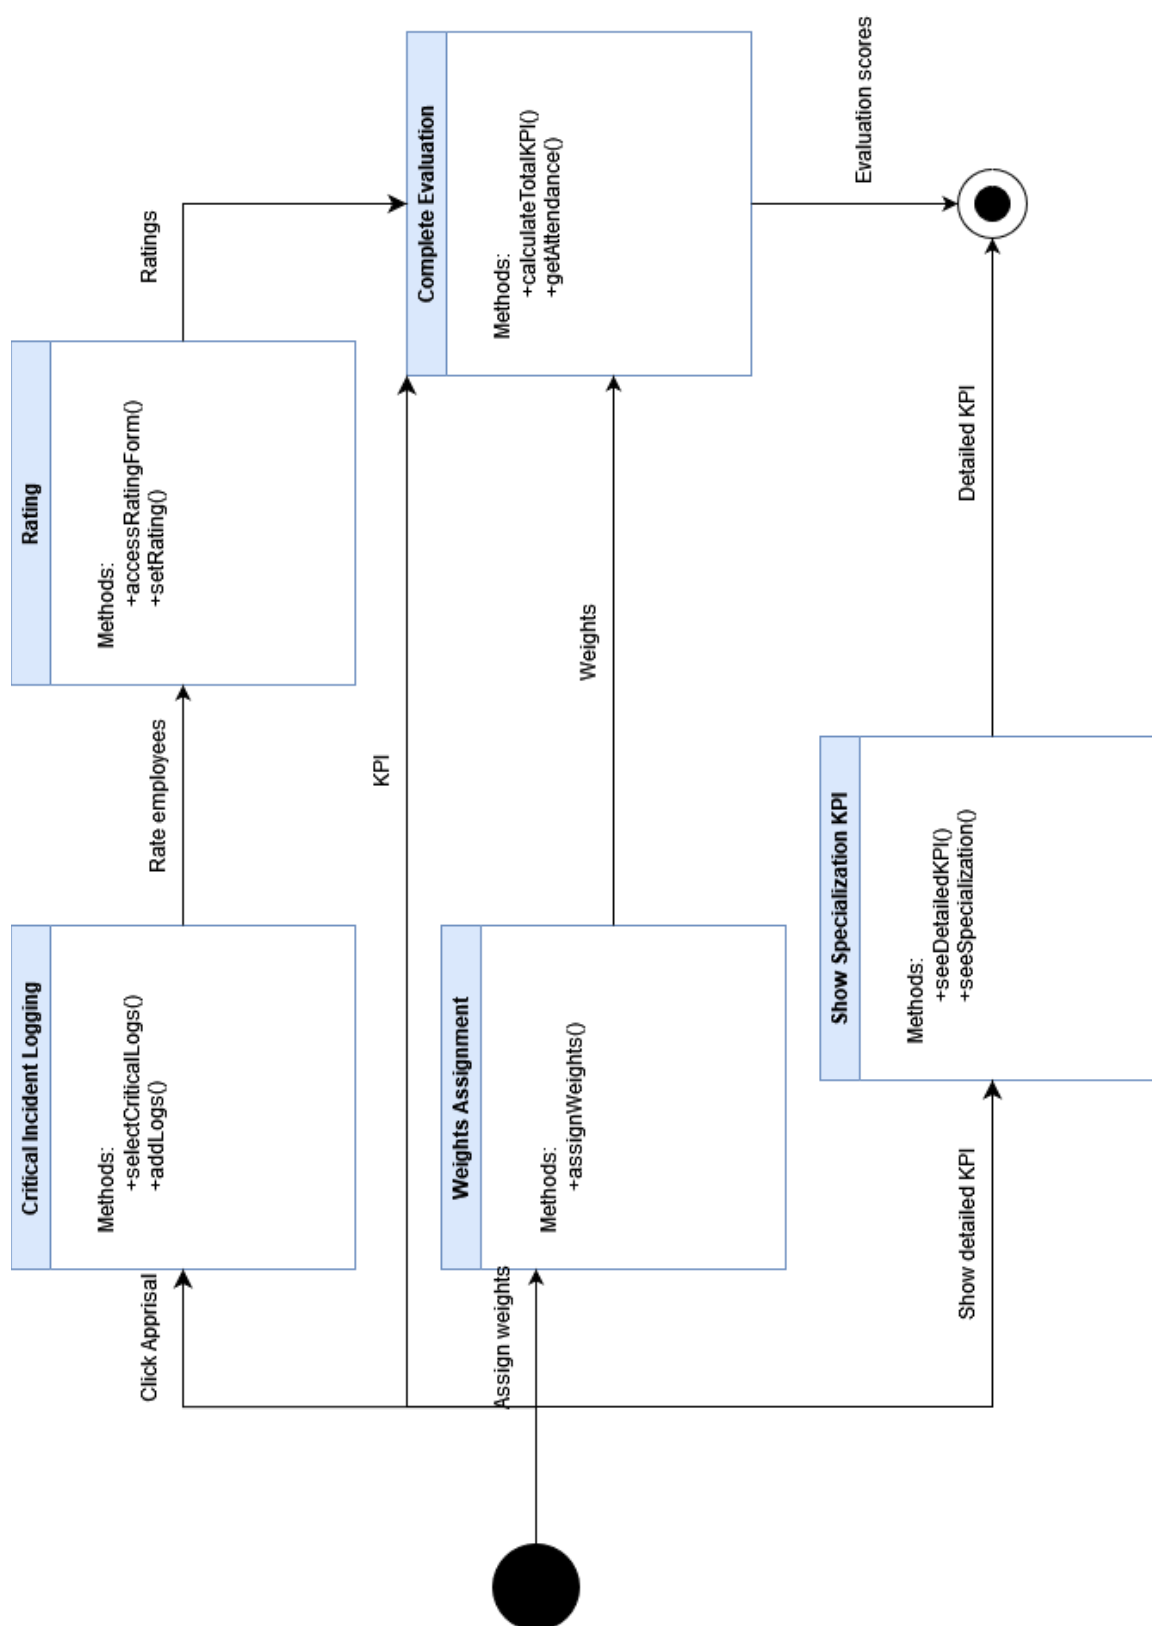 Click Apprisal
Critical Incident Logging
Methods:
+selectCriticalLogs()
+addLogs()
Rate employees
Rating
Methods:
+accessRatingForm()
+setRating()
Ratings
KPI
Complete Evaluation
Methods:
+calculateTotalKPI()
+getAttendance()
Evaluation scores
Assign weights
Weights Assignment
Methods:
+assignWeights()
Weights
Show detailed KPI
Show Specialization KPI
Methods:
+seeDetailedKPI()
+seeSpecialization()
Detailed KPI